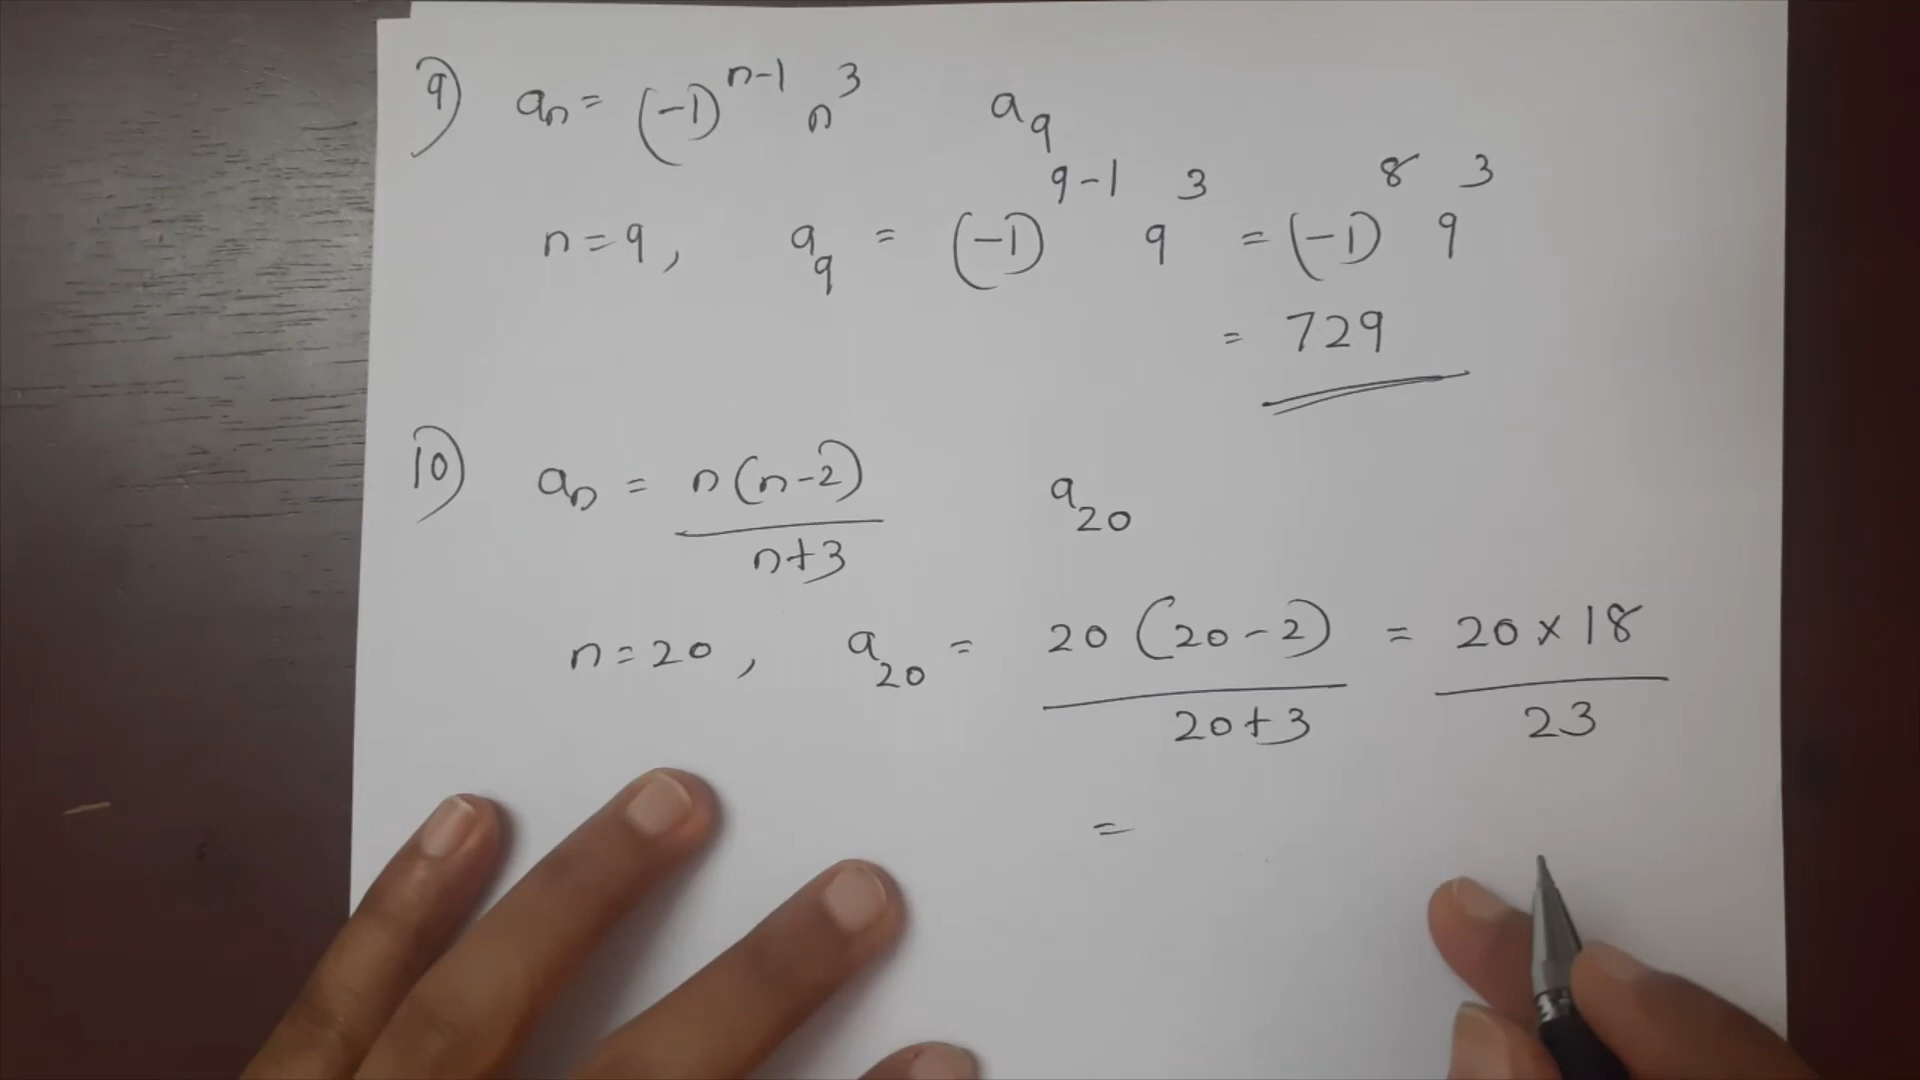 9) aₙ = (-1)ⁿ⁻¹ n³ a₉
n=9, a₉ = (-1)⁹⁻¹ 9³ = (-1)⁸ 9³
= 729
10) aₙ = n(n-2)/n+3 a₂₀
n=20, a₂₀ = 20(20-2)/20+3 = 20×18/23
=